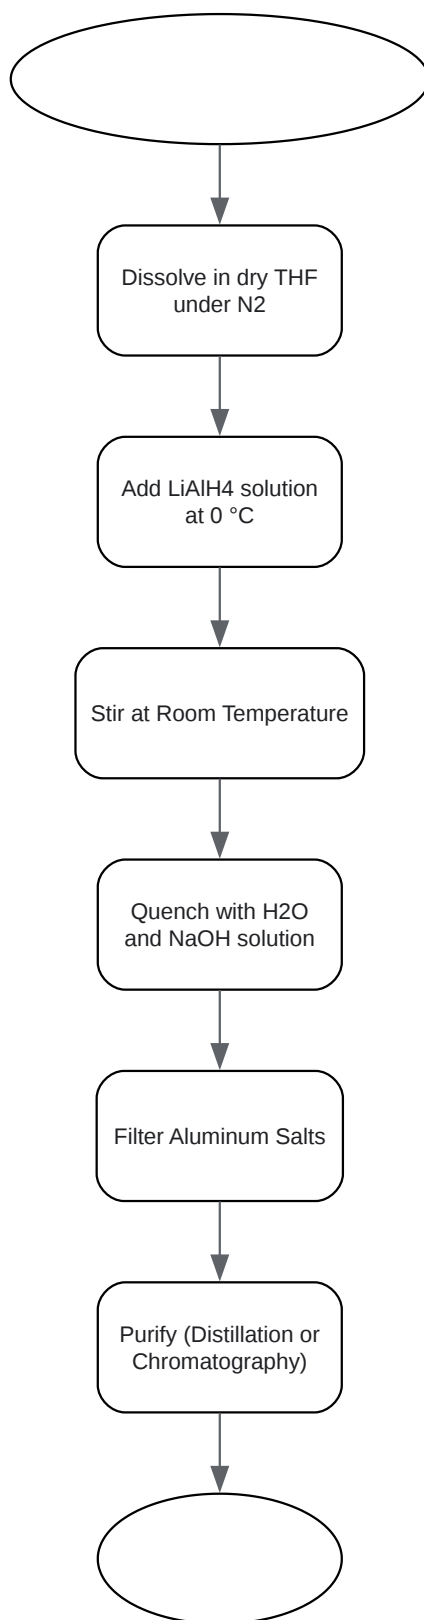 Dissolve in dry THF
under N2
Add LiAlH4 solution
at 0 °C
Stir at Room Temperature
Quench with H2O
and NaOH solution
Filter Aluminum Salts
Purify (Distillation or
Chromatography)